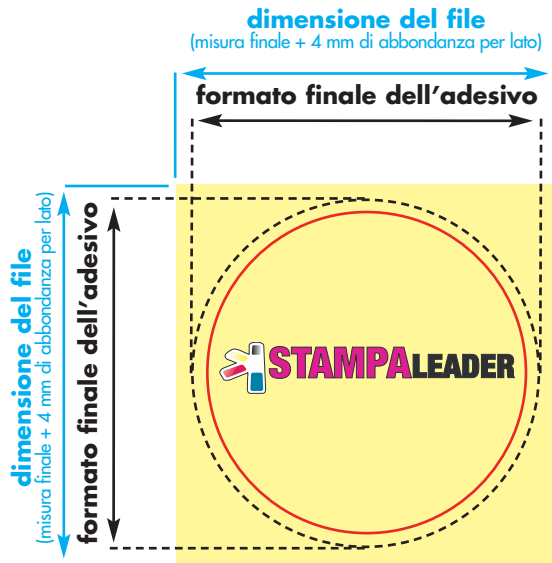 dimensione del file
(misura finale + 4 mm di abbondanza per lato)
formato finale dell'adesivo
dimensione del file
(misura finale + 4 mm di abbondanza per lato)
formato finale dell'adesivo
STAMPALEADER